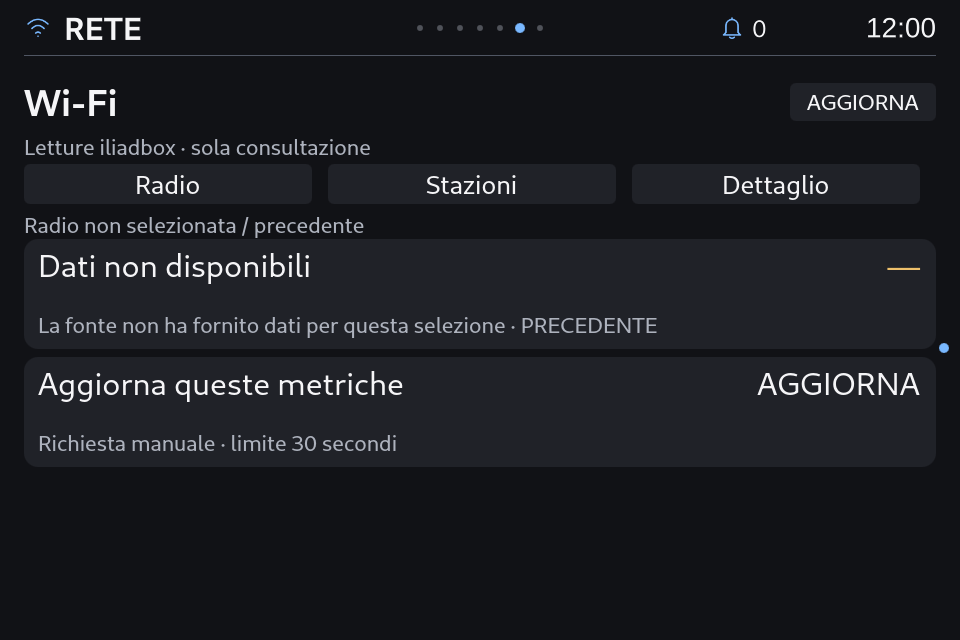 RETE
0
12:00
Wi-Fi
AGGIORNA
Letture iliadbox · sola consultazione
Radio
Stazioni
Dettaglio
Radio non selezionata / precedente
Dati non disponibili —
La fonte non ha fornito dati per questa selezione · PRECEDENTE
Aggiorna queste metriche AGGIORNA
Richiesta manuale · limite 30 secondi